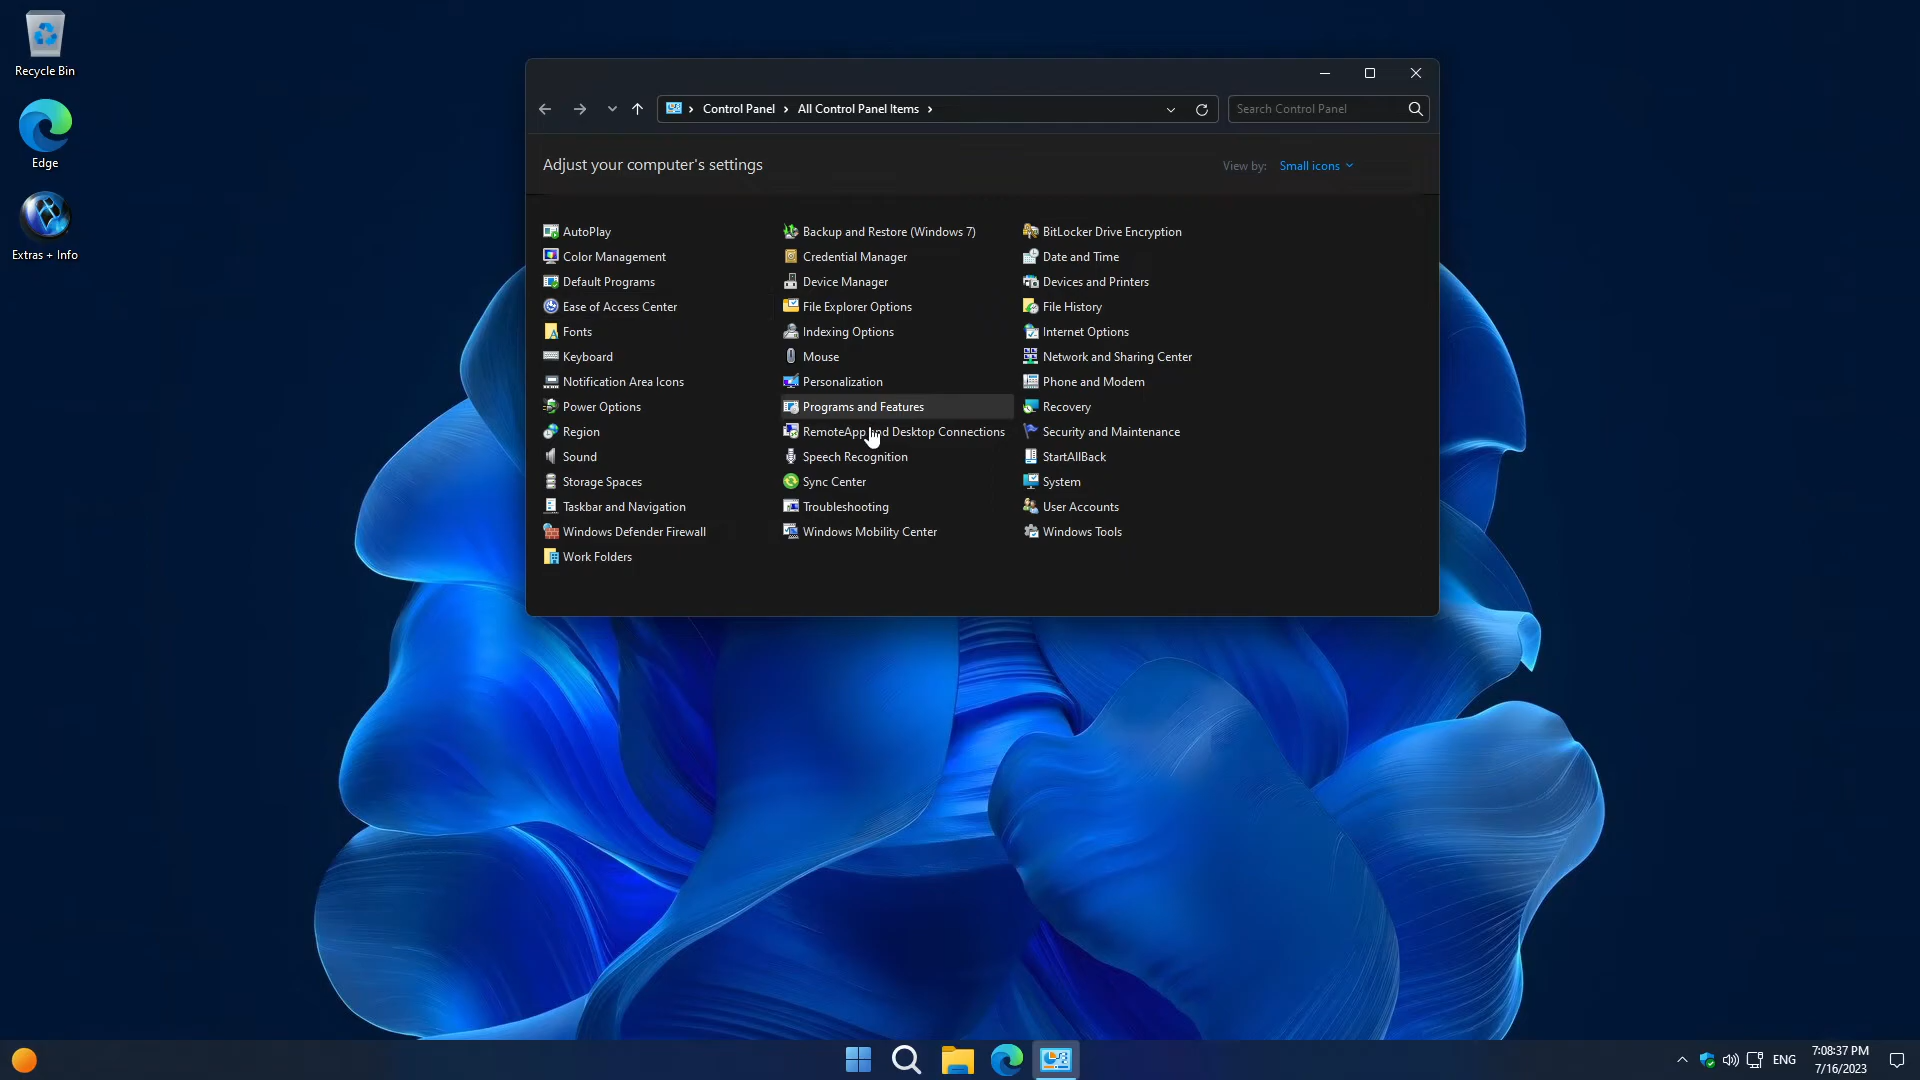 Recycle Bin
Edge
Extras + Info
Control Panel
All Control Panel Items
Search Control Panel
Adjust your computer's settings
View by:
Small icons
AutoPlay
Backup and Restore (Windows 7)
BitLocker Drive Encryption
Color Management
Credential Manager
Date and Time
Default Programs
Device Manager
Devices and Printers
Ease of Access Center
File Explorer Options
File History
Fonts
Indexing Options
Internet Options
Keyboard
Mouse
Network and Sharing Center
Notification Area Icons
Personalization
Phone and Modem
Power Options
Programs and Features
Recovery
Region
RemoteApp and Desktop Connections
Security and Maintenance
Sound
Speech Recognition
StartAllBack
Storage Spaces
Sync Center
System
Taskbar and Navigation
Troubleshooting
User Accounts
Windows Defender Firewall
Windows Mobility Center
Windows Tools
Work Folders
ENG
7:08:37 PM
7/16/2023